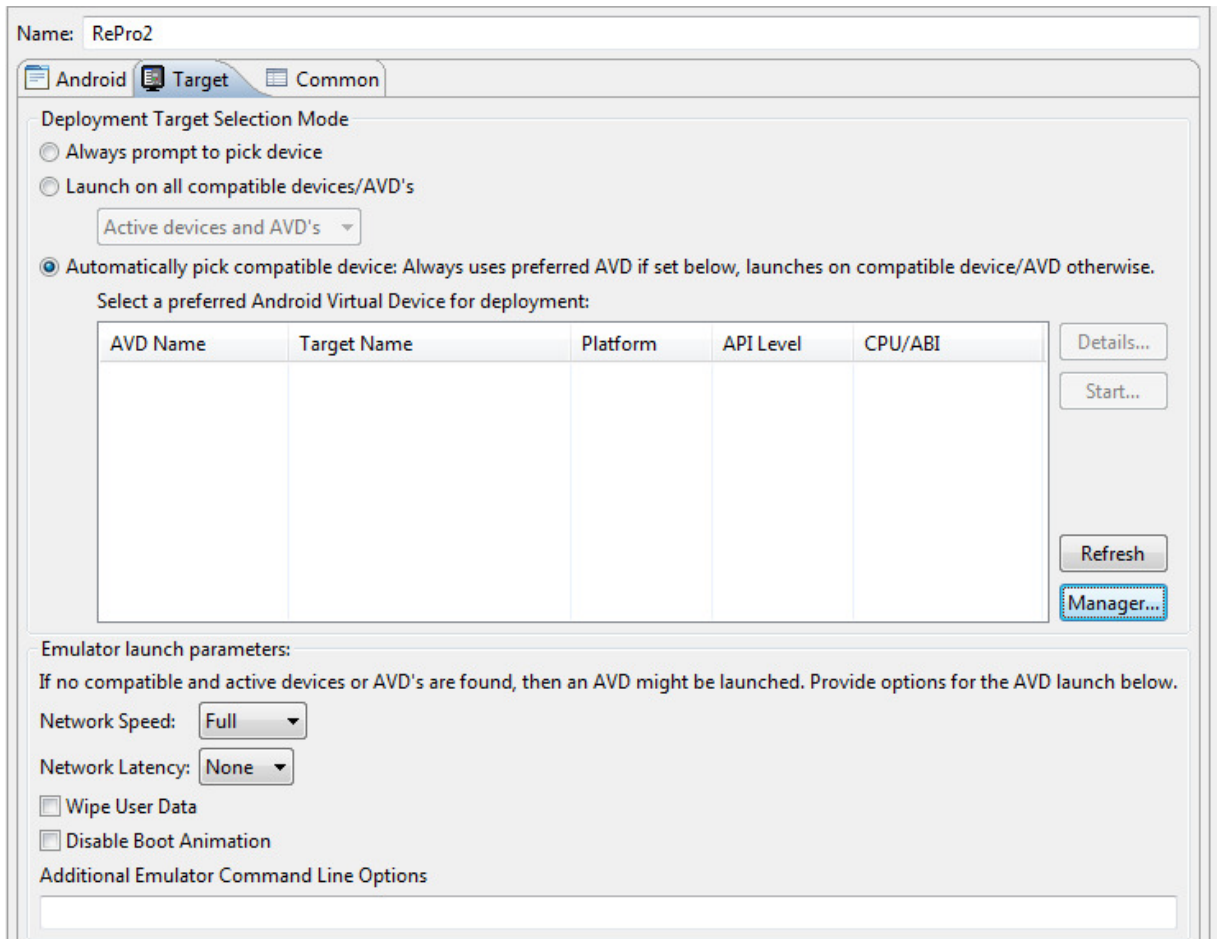 Name: RePro2
Android Target Common
Deployment Target Selection Mode
Always prompt to pick device
Launch on all compatible devices/AVD's
Active devices and AVD's
Automatically pick compatible device: Always uses preferred AVD if set below, launches on compatible device/AVD otherwise.
Select a preferred Android Virtual Device for deployment:
AVD Name Target Name Platform API Level CPU/ABI Details...
Start...
Refresh
Manager...
Emulator launch parameters:
If no compatible and active devices or AVD's are found, then an AVD might be launched. Provide options for the AVD launch below.
Network Speed: Full
Network Latency: None
Wipe User Data
Disable Boot Animation
Additional Emulator Command Line Options